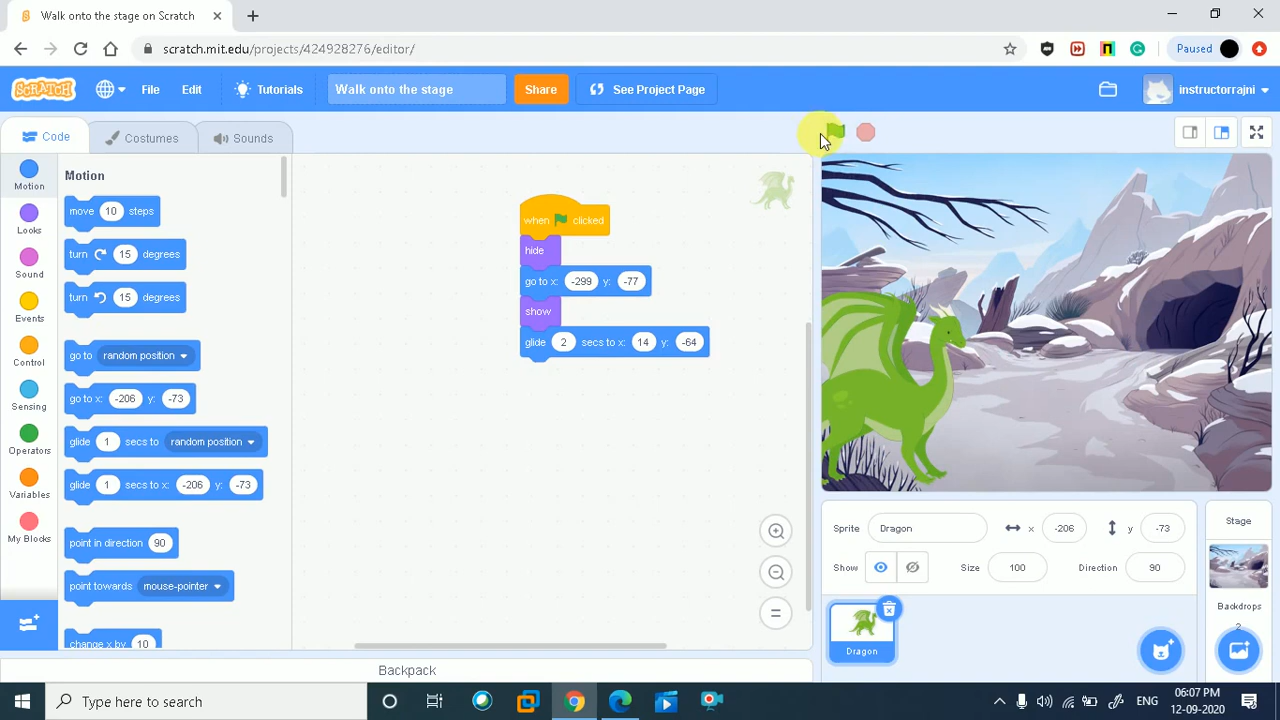 Walk onto the stage on Scratch
scratch.mit.edu/projects/424928276/editor/
Paused
SCRATCH
File
Edit
Tutorials
Walk onto the stage
Share
See Project Page
instructorrajni
Code
Costumes
Sounds
Motion
Looks
Sound
Events
Control
Sensing
Operators
Variables
My Blocks
Motion
move 10 steps
turn 15 degrees
turn 15 degrees
go to random position
go to x: -206 y: -73
glide 1 secs to random position
glide 1 secs to x: -206 y: -73
point in direction 90
point towards mouse-pointer
change x by 10
when clicked
hide
go to x: -299 y: -77
show
glide 2 secs to x: 14 y: -64
Sprite Dragon x -206 y -73
Show Size 100 Direction 90
Dragon
Stage
Backdrops
2
Backpack
Type here to search
ENG
06:07 PM
12-09-2020